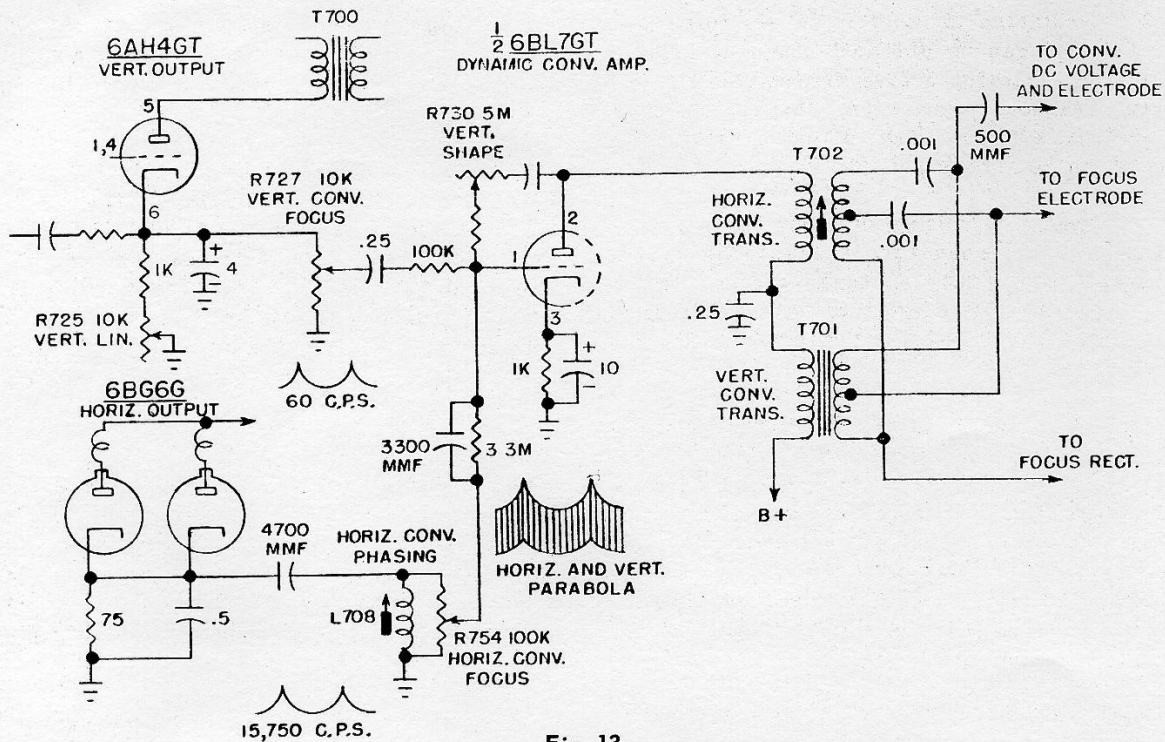 T700
6AH4GT
VERT. OUTPUT
5
1,4
6
1K
+
4
-
R725 10K
VERT. LIN.
R727 10K
VERT. CONV.
FOCUS
.25
100K
60 C.P.S.
1/2 6BL7GT
DYNAMIC CONV. AMP.
R730 5M
VERT.
SHAPE
2
1
3
1K
+
10
-
3300
MMF
3 3M
TO CONV.
DC VOLTAGE
AND ELECTRODE
500
MMF
.001
T702
HORIZ.
CONV.
TRANS.
TO FOCUS
ELECTRODE
.001
.25
T701
VERT.
CONV.
TRANS.
B+
TO
FOCUS RECT.
6BG6G
HORIZ. OUTPUT
75
.5
4700
MMF
HORIZ. CONV.
PHASING
L708
R754 100K
HORIZ. CONV.
FOCUS
HORIZ. AND VERT.
PARABOLA
15,750 C.P.S.
Fig. 13